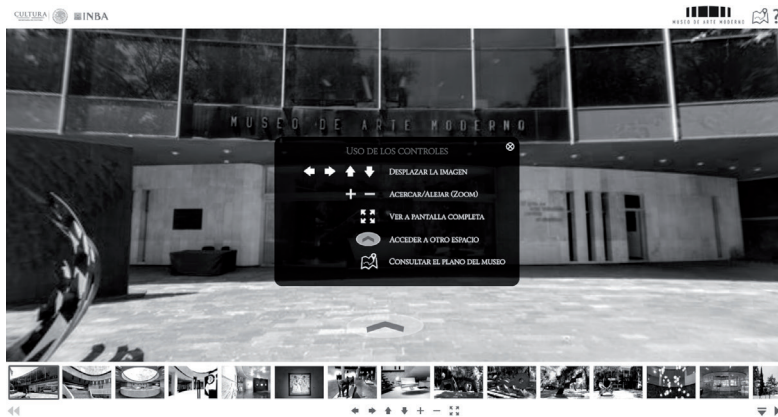 CULTURA
INBA
MUSEO DE ARTE MODERNO
?
MUSEO DE ARTE MODERNO
USO DE LOS CONTROLES
DESPLAZAR LA IMAGEN
ACERCAR/ALEJAR (ZOOM)
VER A PANTALLA COMPLETA
ACCEDER A OTRO ESPACIO
CONSULTAR EL PLANO DEL MUSEO